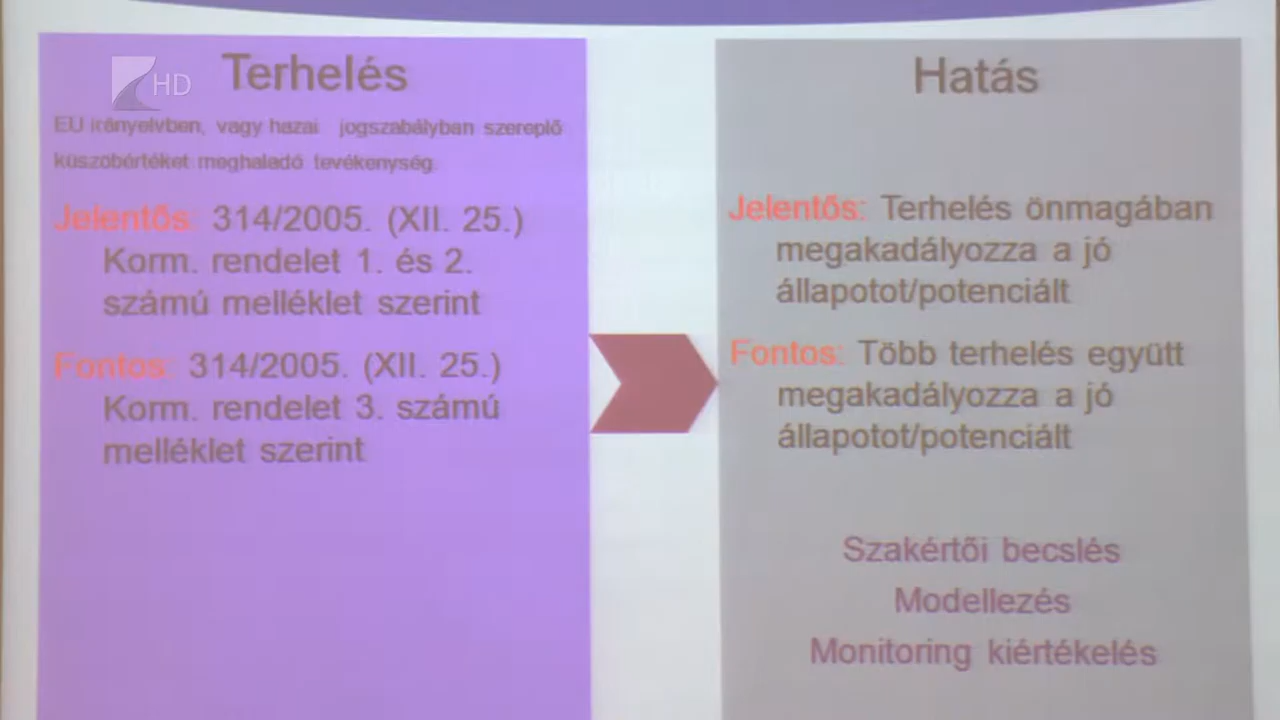 Terhelés
HD
EU irányelvben, vagy hazai jogszabályban szereplő
küszöbértéket meghaladó tevékenység.
Jelentős: 314/2005. (XII. 25.)
Korm. rendelet 1. és 2.
számú melléklet szerint
Fontos: 314/2005. (XII. 25.)
Korm. rendelet 3. számú
melléklet szerint
Hatás
Jelentős: Terhelés önmagában
megakadályozza a jó
állapotot/potenciált
Fontos: Több terhelés együtt
megakadályozza a jó
állapotot/potenciált
Szakértői becslés
Modellezés
Monitoring kiértékelés